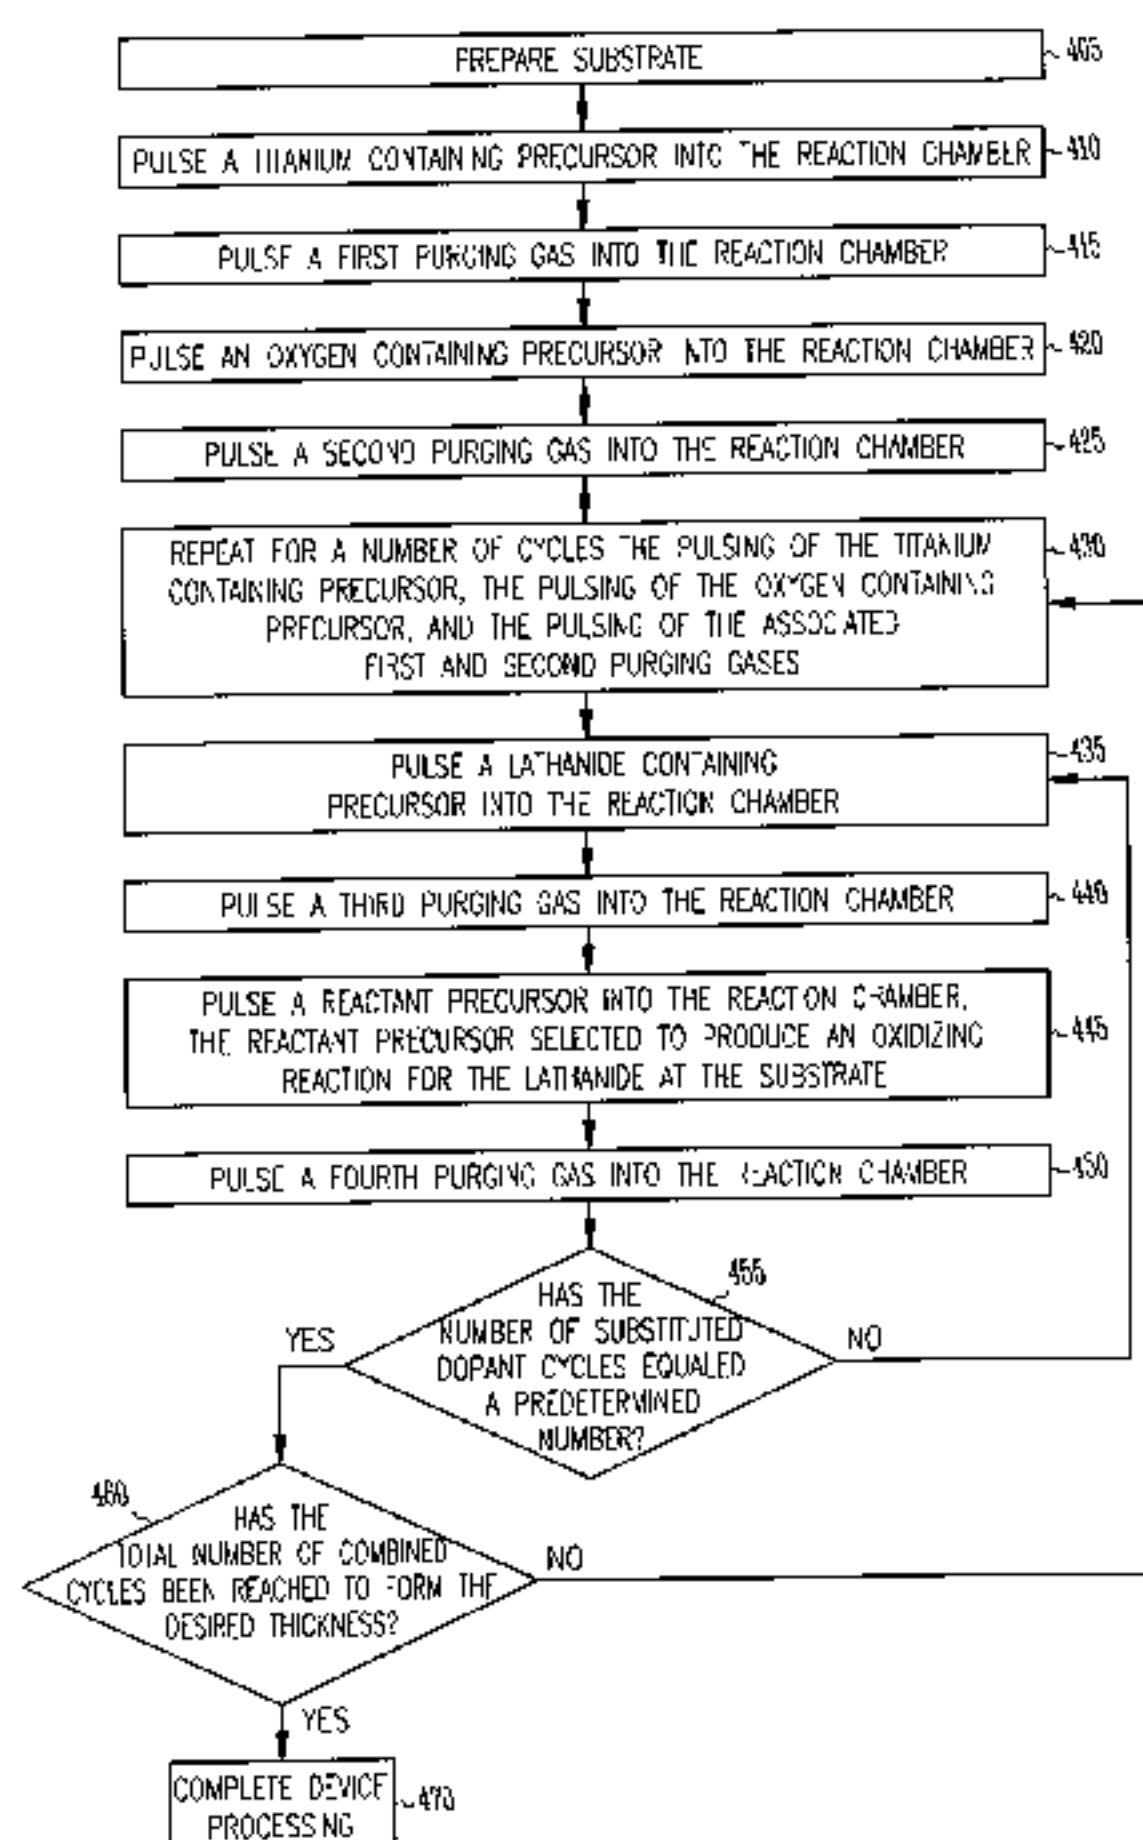 PREPARE SUBSTRATE
405
PULSE A TITANIUM CONTAINING PRECURSOR INTO THE REACTION CHAMBER
410
PULSE A FIRST PURGING GAS INTO THE REACTION CHAMBER
415
PULSE AN OXYGEN CONTAINING PRECURSOR INTO THE REACTION CHAMBER
420
PULSE A SECOND PURGING GAS INTO THE REACTION CHAMBER
425
REPEAT FOR A NUMBER OF CYCLES THE PULSING OF THE TITANIUM
CONTAINING PRECURSOR, THE PULSING OF THE OXYGEN CONTAINING
PRECURSOR, AND THE PULSING OF THE ASSOCIATED
FIRST AND SECOND PURGING GASES
430
PULSE A LATHANIDE CONTAINING
PRECURSOR INTO THE REACTION CHAMBER
435
PULSE A THIRD PURGING GAS INTO THE REACTION CHAMBER
440
PULSE A REACTANT PRECURSOR INTO THE REACTION CHAMBER,
THE REACTANT PRECURSOR SELECTED TO PRODUCE AN OXIDIZING
REACTION FOR THE LATHANIDE AT THE SUBSTRATE
445
PULSE A FOURTH PURGING GAS INTO THE REACTION CHAMBER
450
455
HAS THE
NUMBER OF SUBSTITUTED
DOPANT CYCLES EQUALED
A PREDETERMINED
NUMBER?
YES
NO
460
HAS THE
TOTAL NUMBER OF COMBINED
CYCLES BEEN REACHED TO FORM THE
DESIRED THICKNESS?
NO
YES
COMPLETE DEVICE
PROCESSING
470